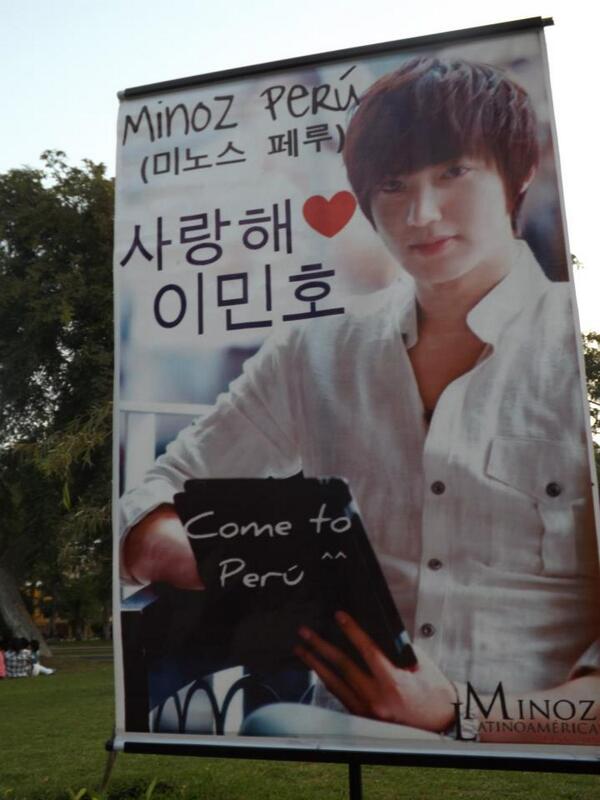 Minoz Perú
(미노스 페루)
사랑해 ❤
이민호
Come to
Perú ^^
MINOZ
LATINOAMÉRICA